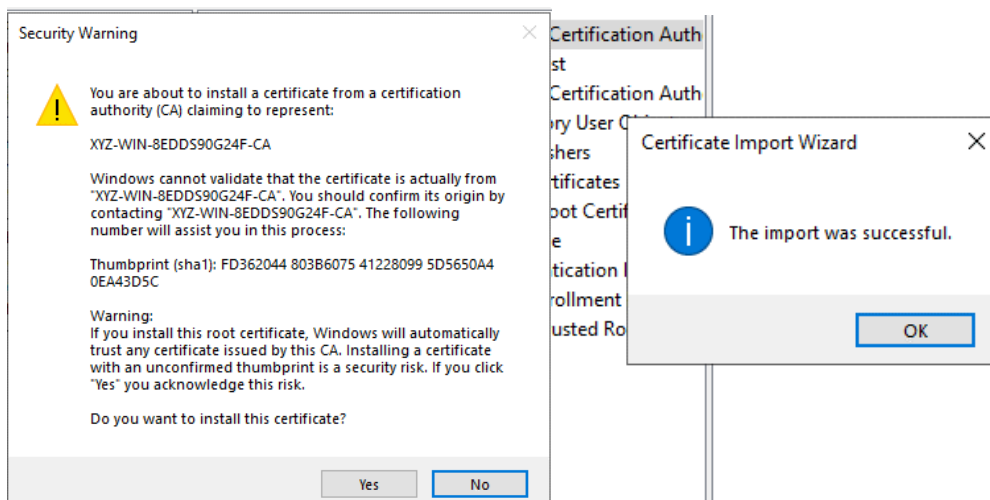 Security Warning
You are about to install a certificate from a certification
authority (CA) claiming to represent:
XYZ-WIN-8EDDS90G24F-CA
Windows cannot validate that the certificate is actually from
"XYZ-WIN-8EDDS90G24F-CA". You should confirm its origin by
contacting "XYZ-WIN-8EDDS90G24F-CA". The following
number will assist you in this process:
Thumbprint (sha1): FD362044 803B6075 41228099 5D5650A4
0EA43D5C
Warning:
If you install this root certificate, Windows will automatically
trust any certificate issued by this CA. Installing a certificate
with an unconfirmed thumbprint is a security risk. If you click
"Yes" you acknowledge this risk.
Do you want to install this certificate?
Yes No
Certification Auth
st
Certification Auth
ory User
shers
rtificates
oot Certif
e
tication
rollment
usted Ro
Certificate Import Wizard
The import was successful.
OK